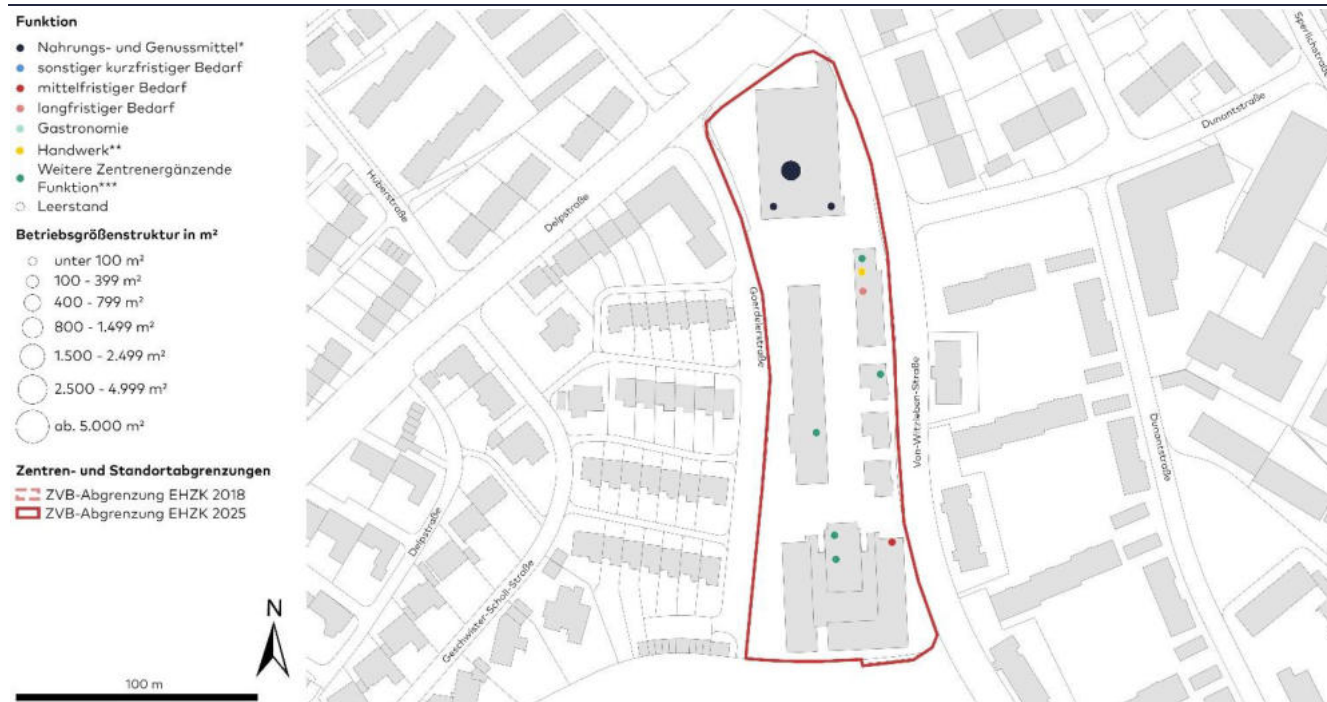 Funktion
Nahrungs- und Genussmittel*
sonstiger kurzfristiger Bedarf
mittelfristiger Bedarf
langfristiger Bedarf
Gastronomie
Handwerk**
Weitere Zentrenergänzende
Funktion***
Leerstand
Betriebsgrößenstruktur in m²
unter 100 m²
100 - 399 m²
400 - 799 m²
800 - 1.499 m²
1.500 - 2.499 m²
2.500 - 4.999 m²
ab. 5.000 m²
Zentren- und Standortabgrenzungen
ZVB-Abgrenzung EHZK 2018
ZVB-Abgrenzung EHZK 2025
N
100 m
Sperlichstraße
Dunantstraße
Huberstraße
Delpstraße
Goerdelerstraße
Von-Witzleben-Straße
Dunantstraße
Delpstraße
Geschwister-Scholl-Straße